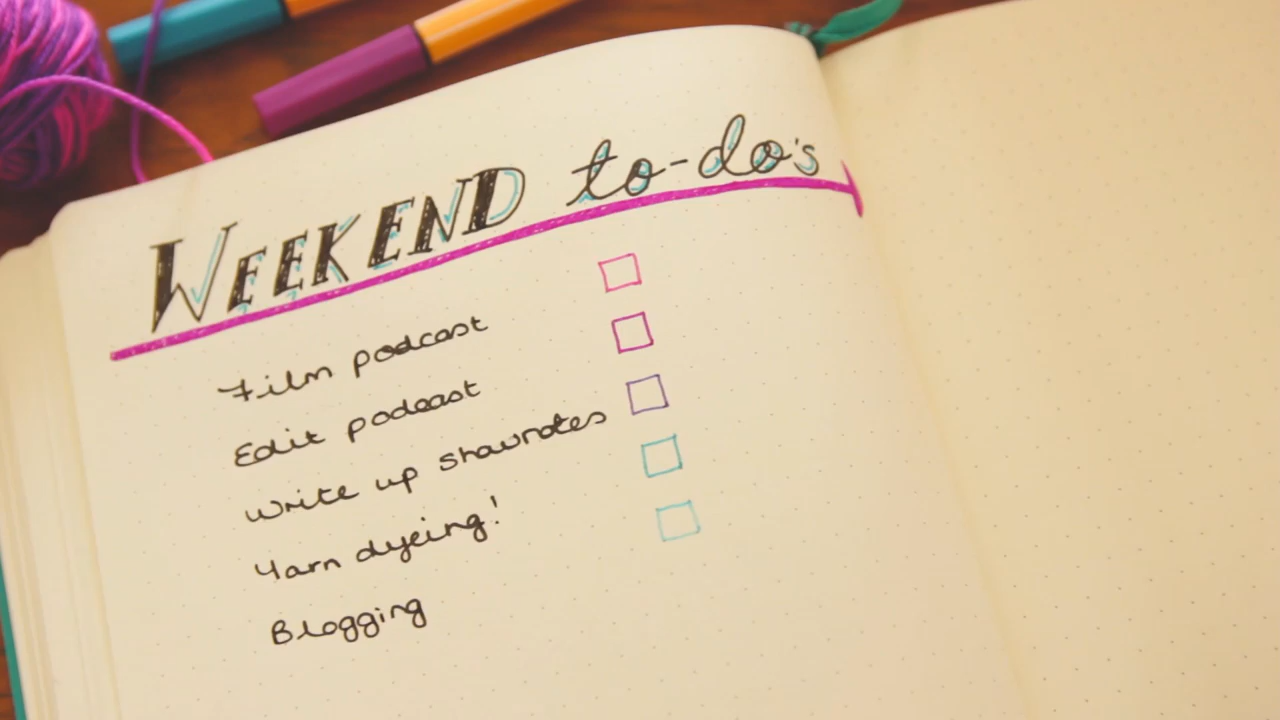 WEEKEND to-do's
Film podcast
Edit podcast
Write up shownotes
Yarn dyeing!
Blogging